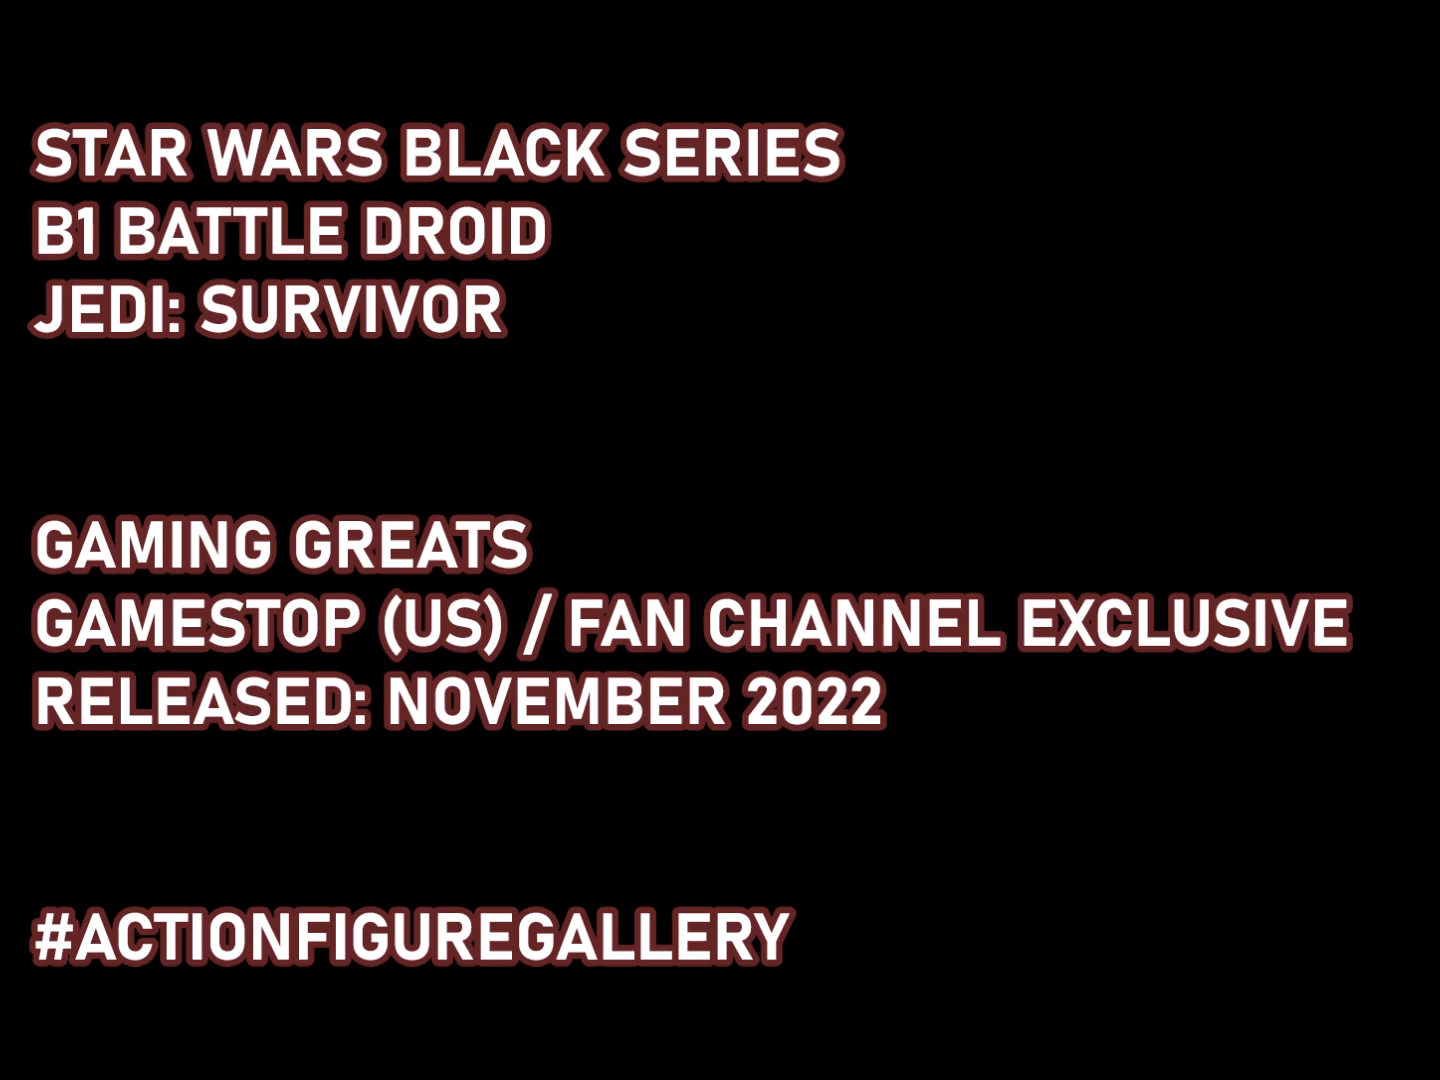 STAR WARS BLACK SERIES
B1 BATTLE DROID
JEDI: SURVIVOR
GAMING GREATS
GAMESTOP (US) / FAN CHANNEL EXCLUSIVE
RELEASED: NOVEMBER 2022
#ACTIONFIGUREGALLERY